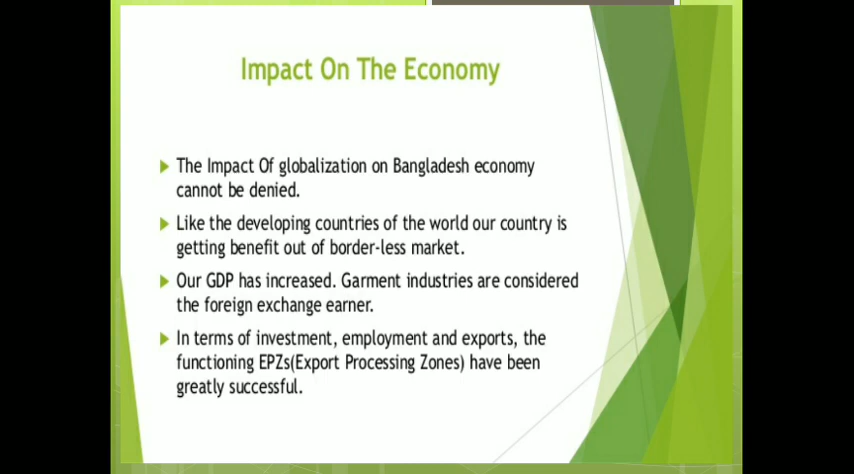 Impact On The Economy
The Impact Of globalization on Bangladesh economy
cannot be denied.
Like the developing countries of the world our country is
getting benefit out of border-less market.
Our GDP has increased. Garment industries are considered
the foreign exchange earner.
In terms of investment, employment and exports, the
functioning EPZs(Export Processing Zones) have been
greatly successful.